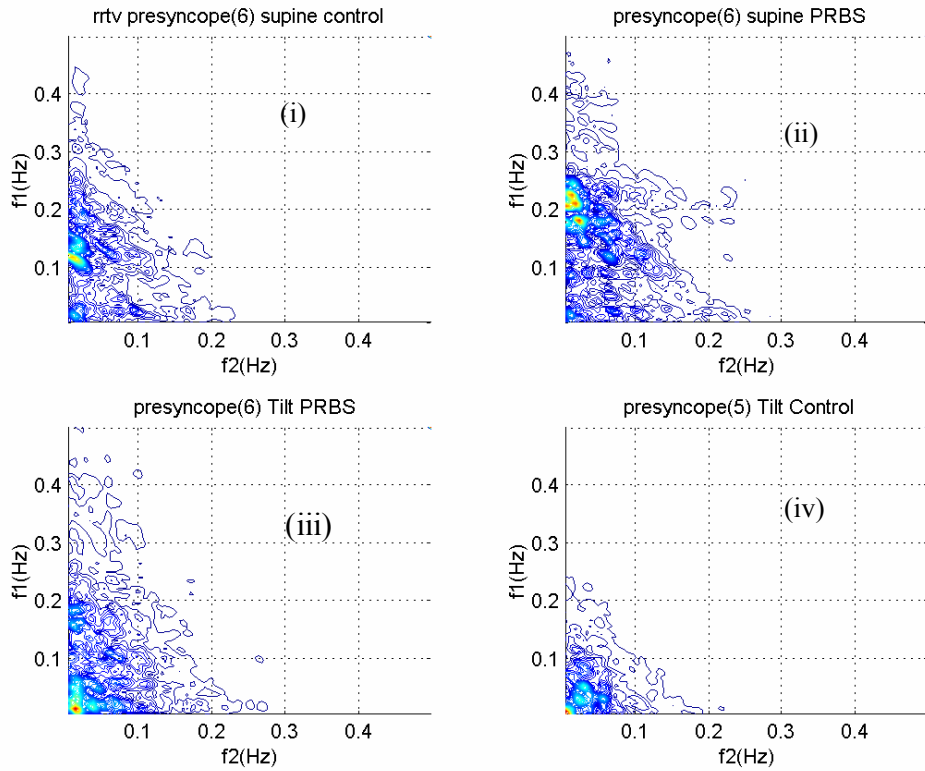 rrtv presyncope(6) supine control
(i)
0.4
0.3
0.2
0.1
f1(Hz)
0.1 0.2 0.3 0.4
f2(Hz)
presyncope(6) supine PRBS
(ii)
0.4
0.3
0.2
0.1
f1(Hz)
0.1 0.2 0.3 0.4
f2(Hz)
presyncope(6) Tilt PRBS
(iii)
0.4
0.3
0.2
0.1
f1(Hz)
0.1 0.2 0.3 0.4
f2(Hz)
presyncope(5) Tilt Control
(iv)
0.4
0.3
0.2
0.1
f1(Hz)
0.1 0.2 0.3 0.4
f2(Hz)